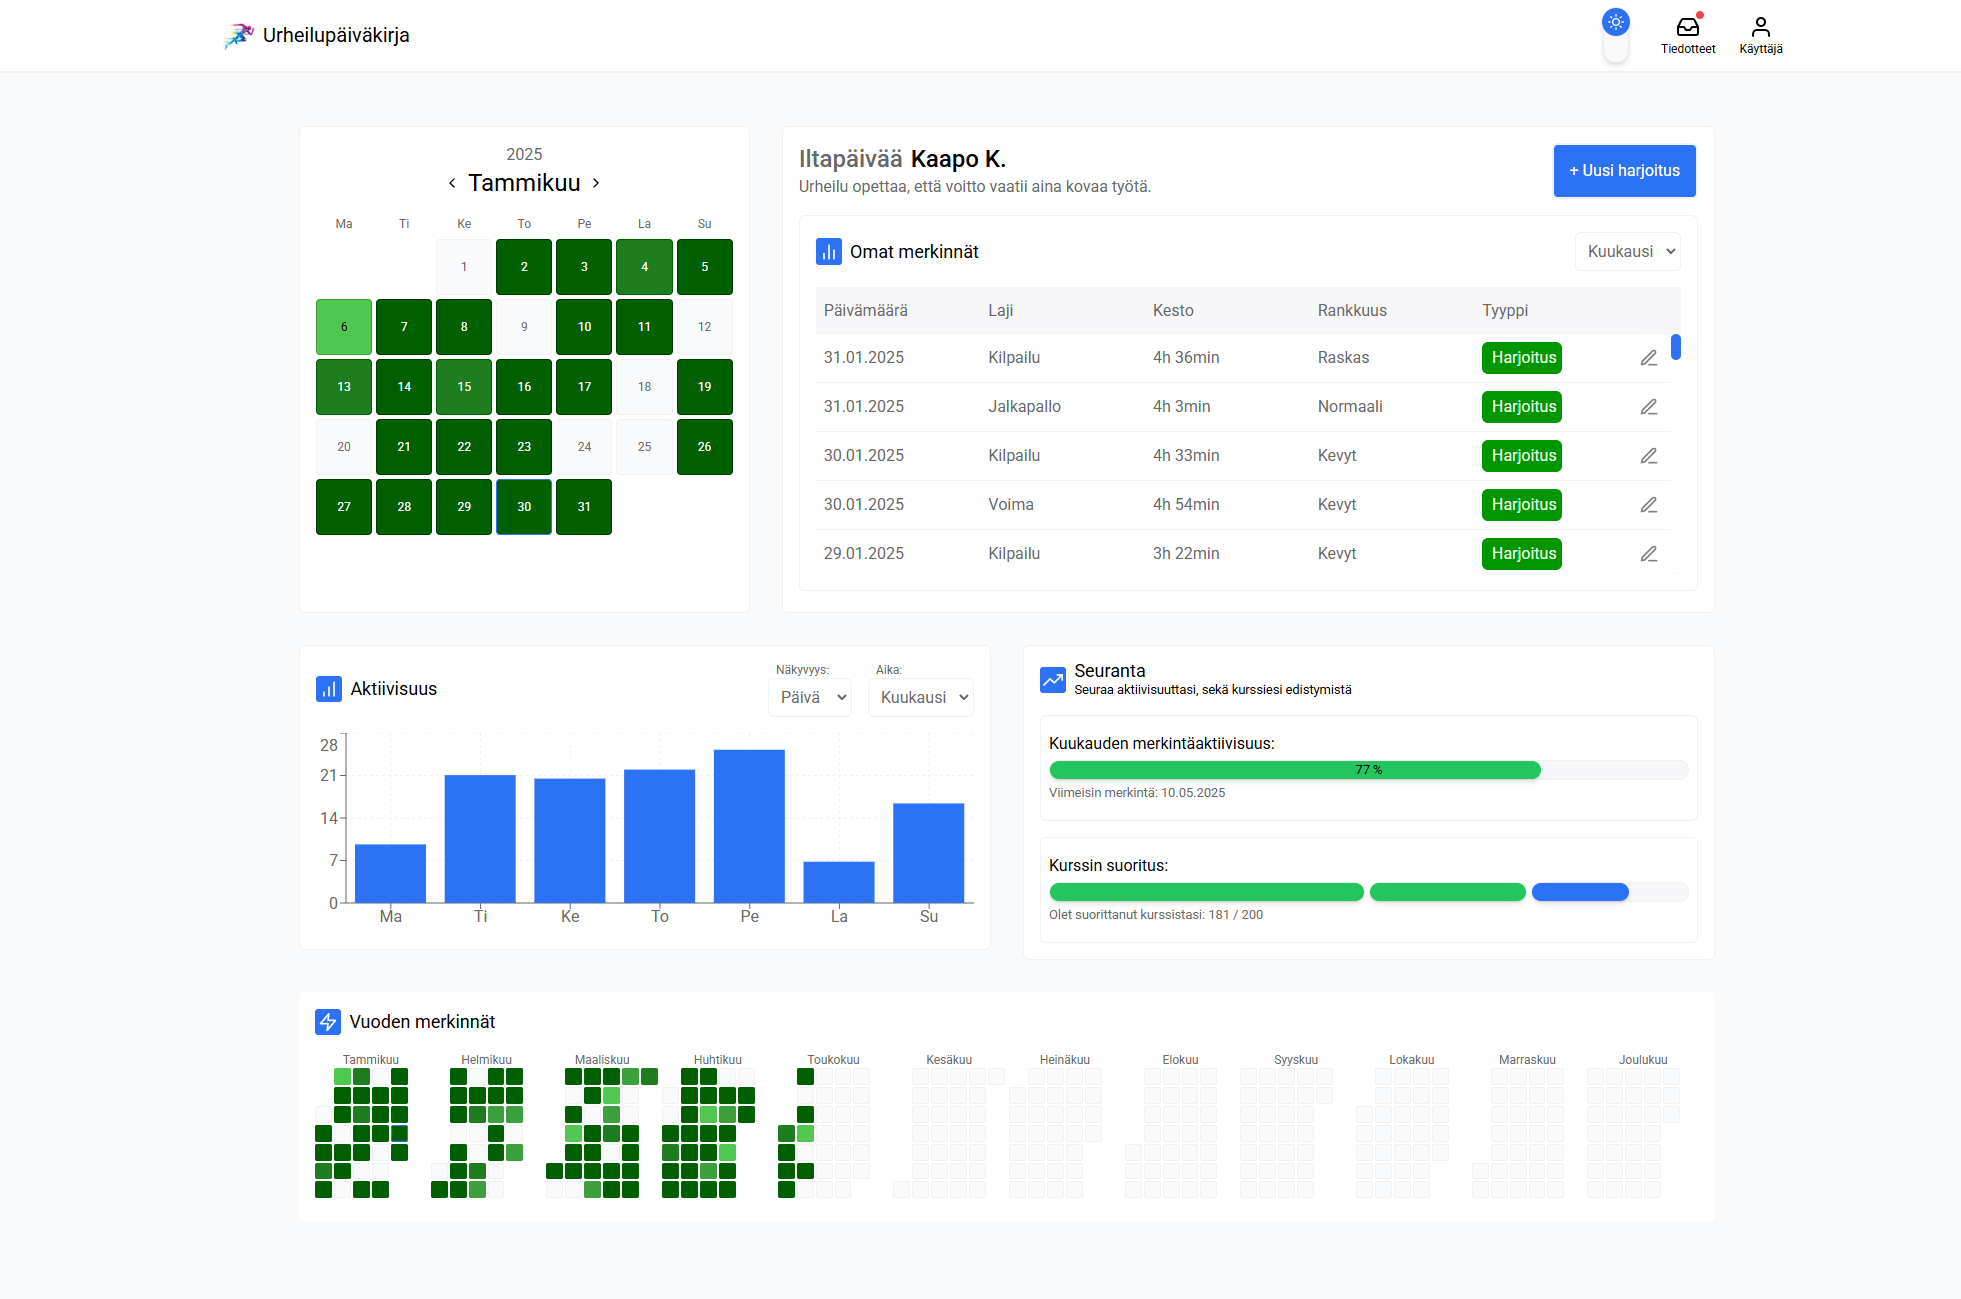 Urheilupäiväkirja
Tiedotteet
Käyttäjä
2025
Tammikuu
Ma Ti Ke To Pe La Su
1 2 3 4 5
6 7 8 9 10 11 12
13 14 15 16 17 18 19
20 21 22 23 24 25 26
27 28 29 30 31
Iltapäivää Kaapo K.
Urheilu opettaa, että voitto vaatii aina kovaa työtä.
+ Uusi harjoitus
Omat merkinnät
Kuukausi
Päivämäärä Laji Kesto Rankkuus Tyyppi
31.01.2025 Kilpailu 4h 36min Raskas Harjoitus
31.01.2025 Jalkapallo 4h 3min Normaali Harjoitus
30.01.2025 Kilpailu 4h 33min Kevyt Harjoitus
30.01.2025 Voima 4h 54min Kevyt Harjoitus
29.01.2025 Kilpailu 3h 22min Kevyt Harjoitus
Aktiivisuus
Näkyvyys:
Päivä
Aika:
Kuukausi
28
21
14
7
0
Ma Ti Ke To Pe La Su
Seuranta
Seuraa aktiivisuuttasi, sekä kurssiesi edistymistä
Kuukauden merkintäaktiivisuus:
77 %
Viimeisin merkintä: 10.05.2025
Kurssin suoritus:
Olet suorittanut kurssistasi: 181 / 200
Vuoden merkinnät
Tammikuu Helmikuu Maaliskuu Huhtikuu Toukokuu Kesäkuu Heinäkuu Elokuu Syyskuu Lokakuu Marraskuu Joulukuu